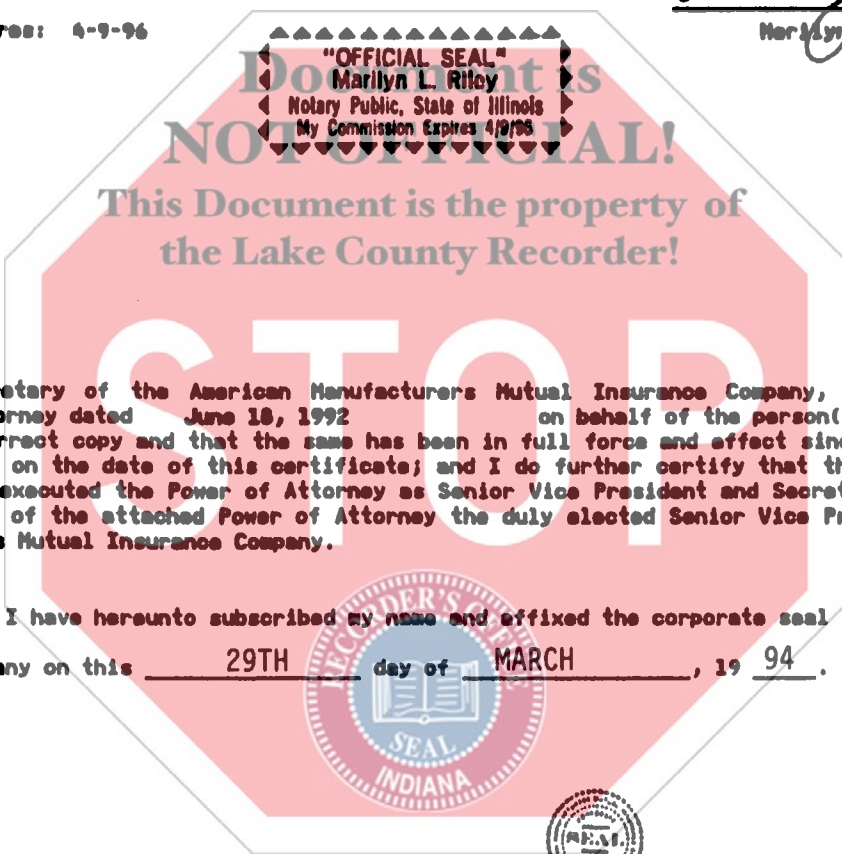 res: 4-9-96
Marilyn
"OFFICIAL SEAL"
Marilyn L. Riley
Notary Public, State of Illinois
My Commission Expires 4/9/96
Document is
NOT OFFICIAL!
This Document is the property of
the Lake County Recorder!
STOP
etary of the American Manufacturers Mutual Insurance Company,
orney dated June 18, 1992 on behalf of the person(
rrect copy and that the same has been in full force and effect sinc
on the date of this certificate; and I do further certify that th
executed the Power of Attorney as Senior Vice President and Secret
of the attached Power of Attorney the duly elected Senior Vice Pr
s Mutual Insurance Company.
I have hereunto subscribed my name and affixed the corporate seal
any on this 29TH day of MARCH, 19 94.
RECORDER'S OFFICE
SEAL
INDIANA
SEAL